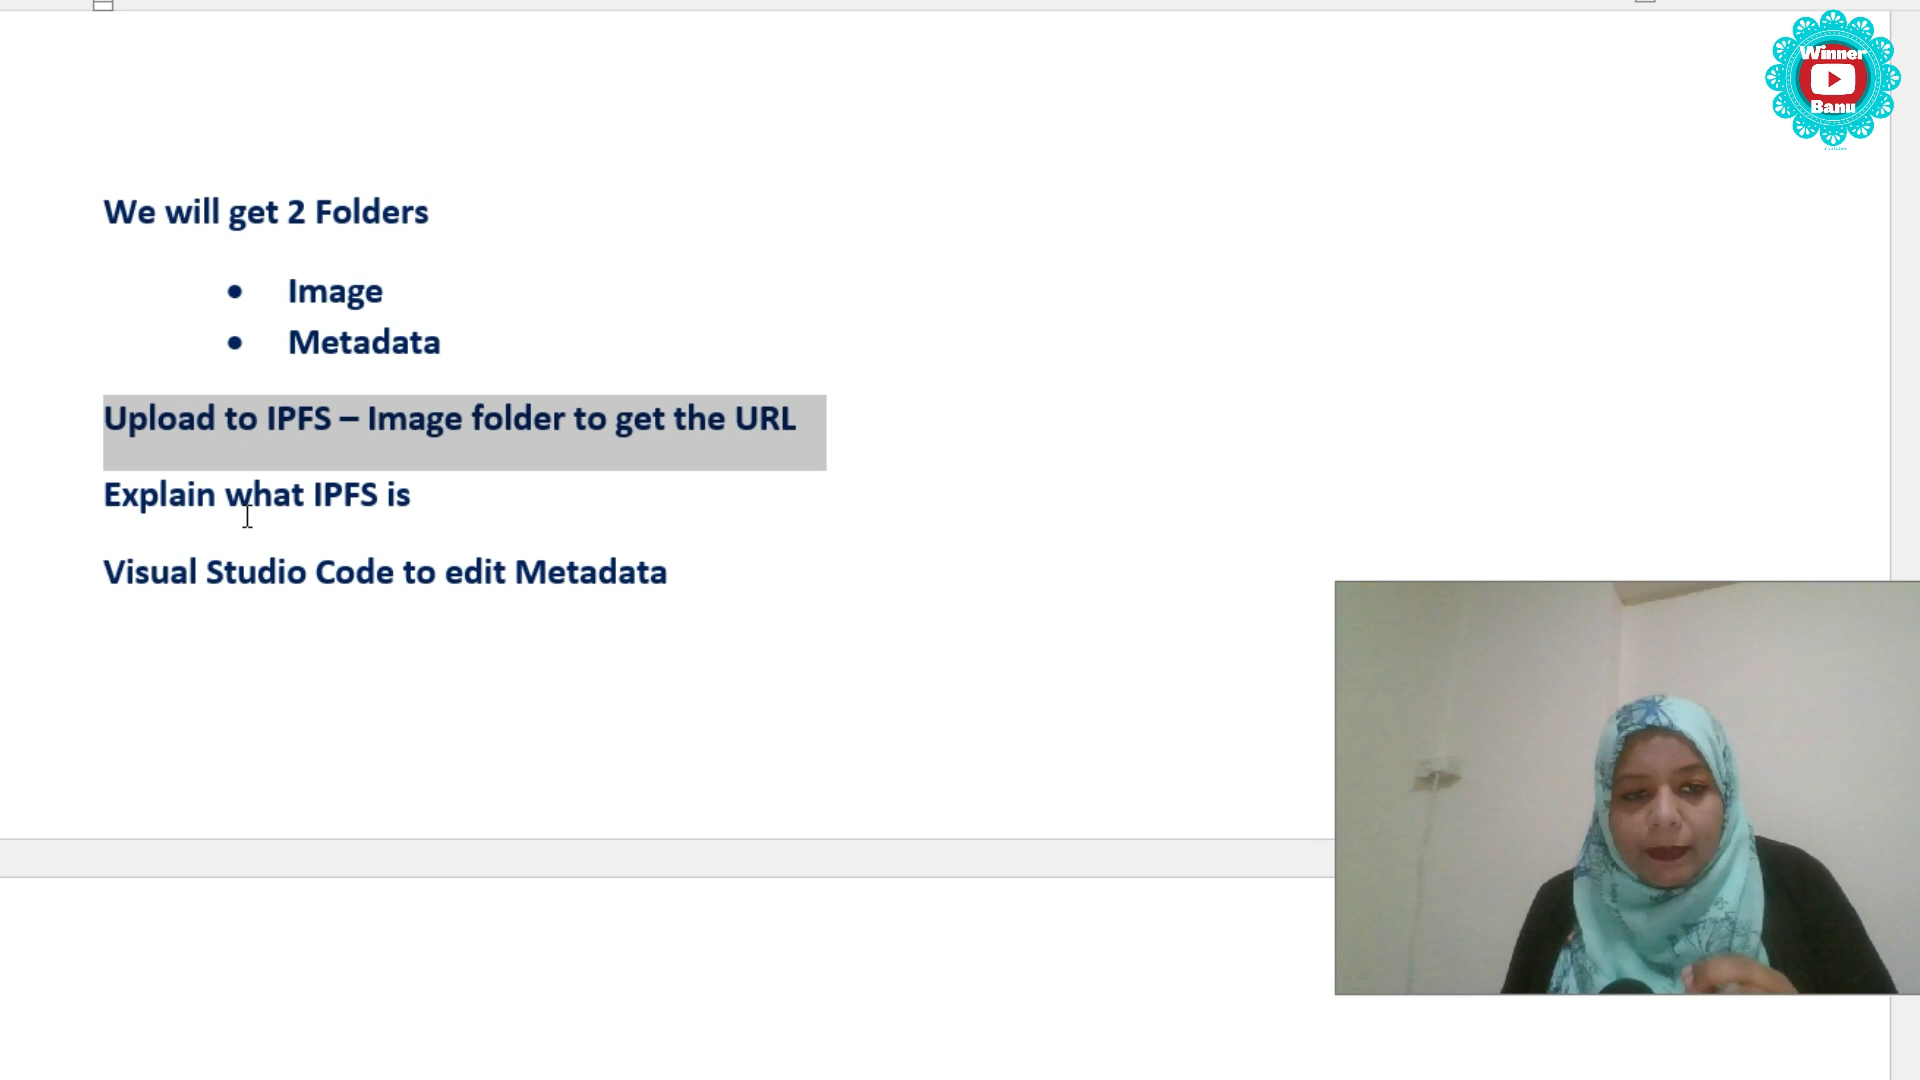 Winner
Banu
We will get 2 Folders
• Image
• Metadata
Upload to IPFS – Image folder to get the URL
Explain what IPFS is
Visual Studio Code to edit Metadata